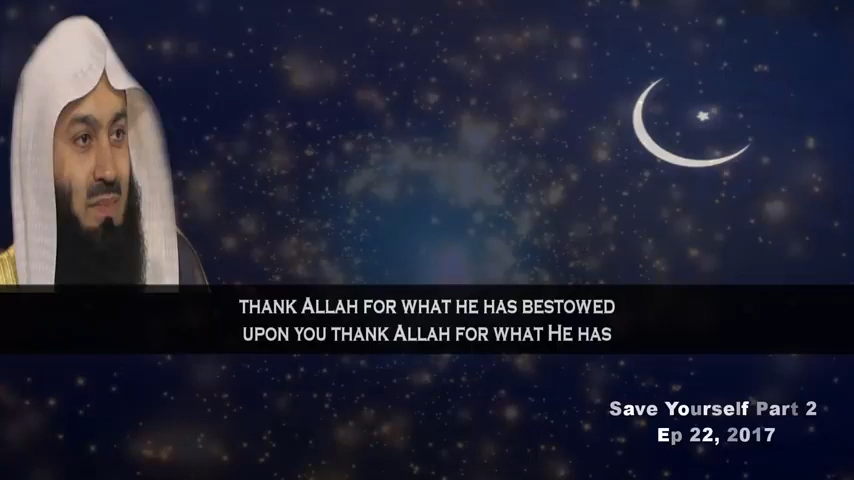 THANK ALLAH FOR WHAT HE HAS BESTOWED
UPON YOU THANK ALLAH FOR WHAT HE HAS
Save Yourself Part 2
Ep 22, 2017